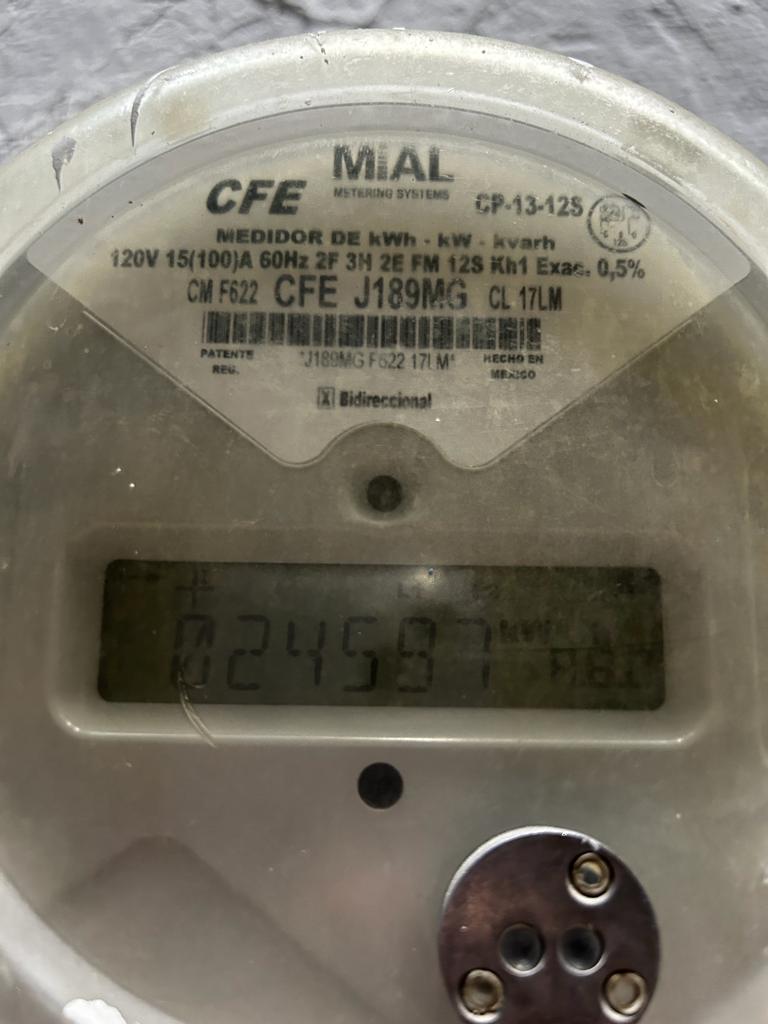 MIAL
METERING SYSTEMS
CFE
CP-13-12S
MEDIDOR DE kWh - kW - kvarh
120V 15(100)A 60Hz 2F 3H 2E FM 12S Kh1 Exac. 0,5%
CM F622 CFE J189MG CL 17LM
PATENTE REG.
*J189MG F622 17LM*
HECHO EN MEXICO
X Bidireccional
024597